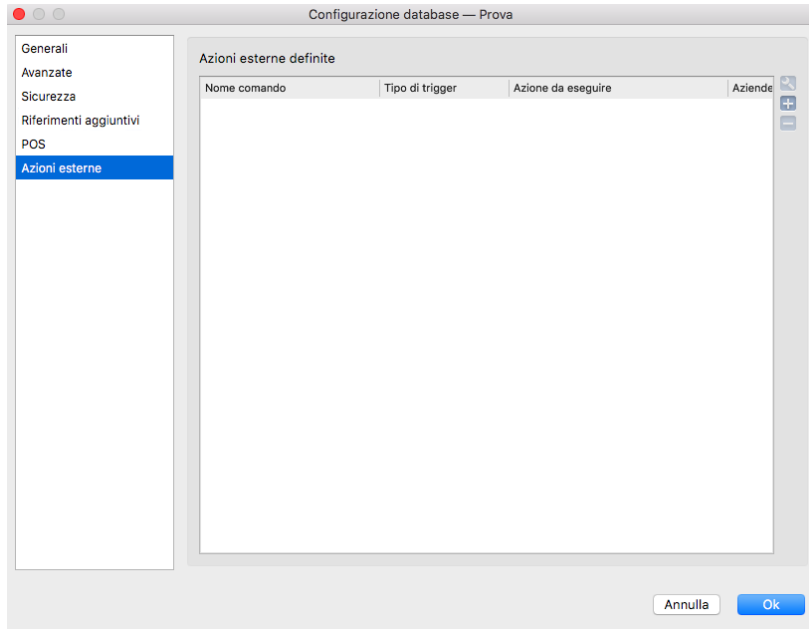 Configurazione database — Prova
Generali
Avanzate
Sicurezza
Riferimenti aggiuntivi
POS
Azioni esterne
Azioni esterne definite
Nome comando Tipo di trigger Azione da eseguire Aziende
Annulla Ok